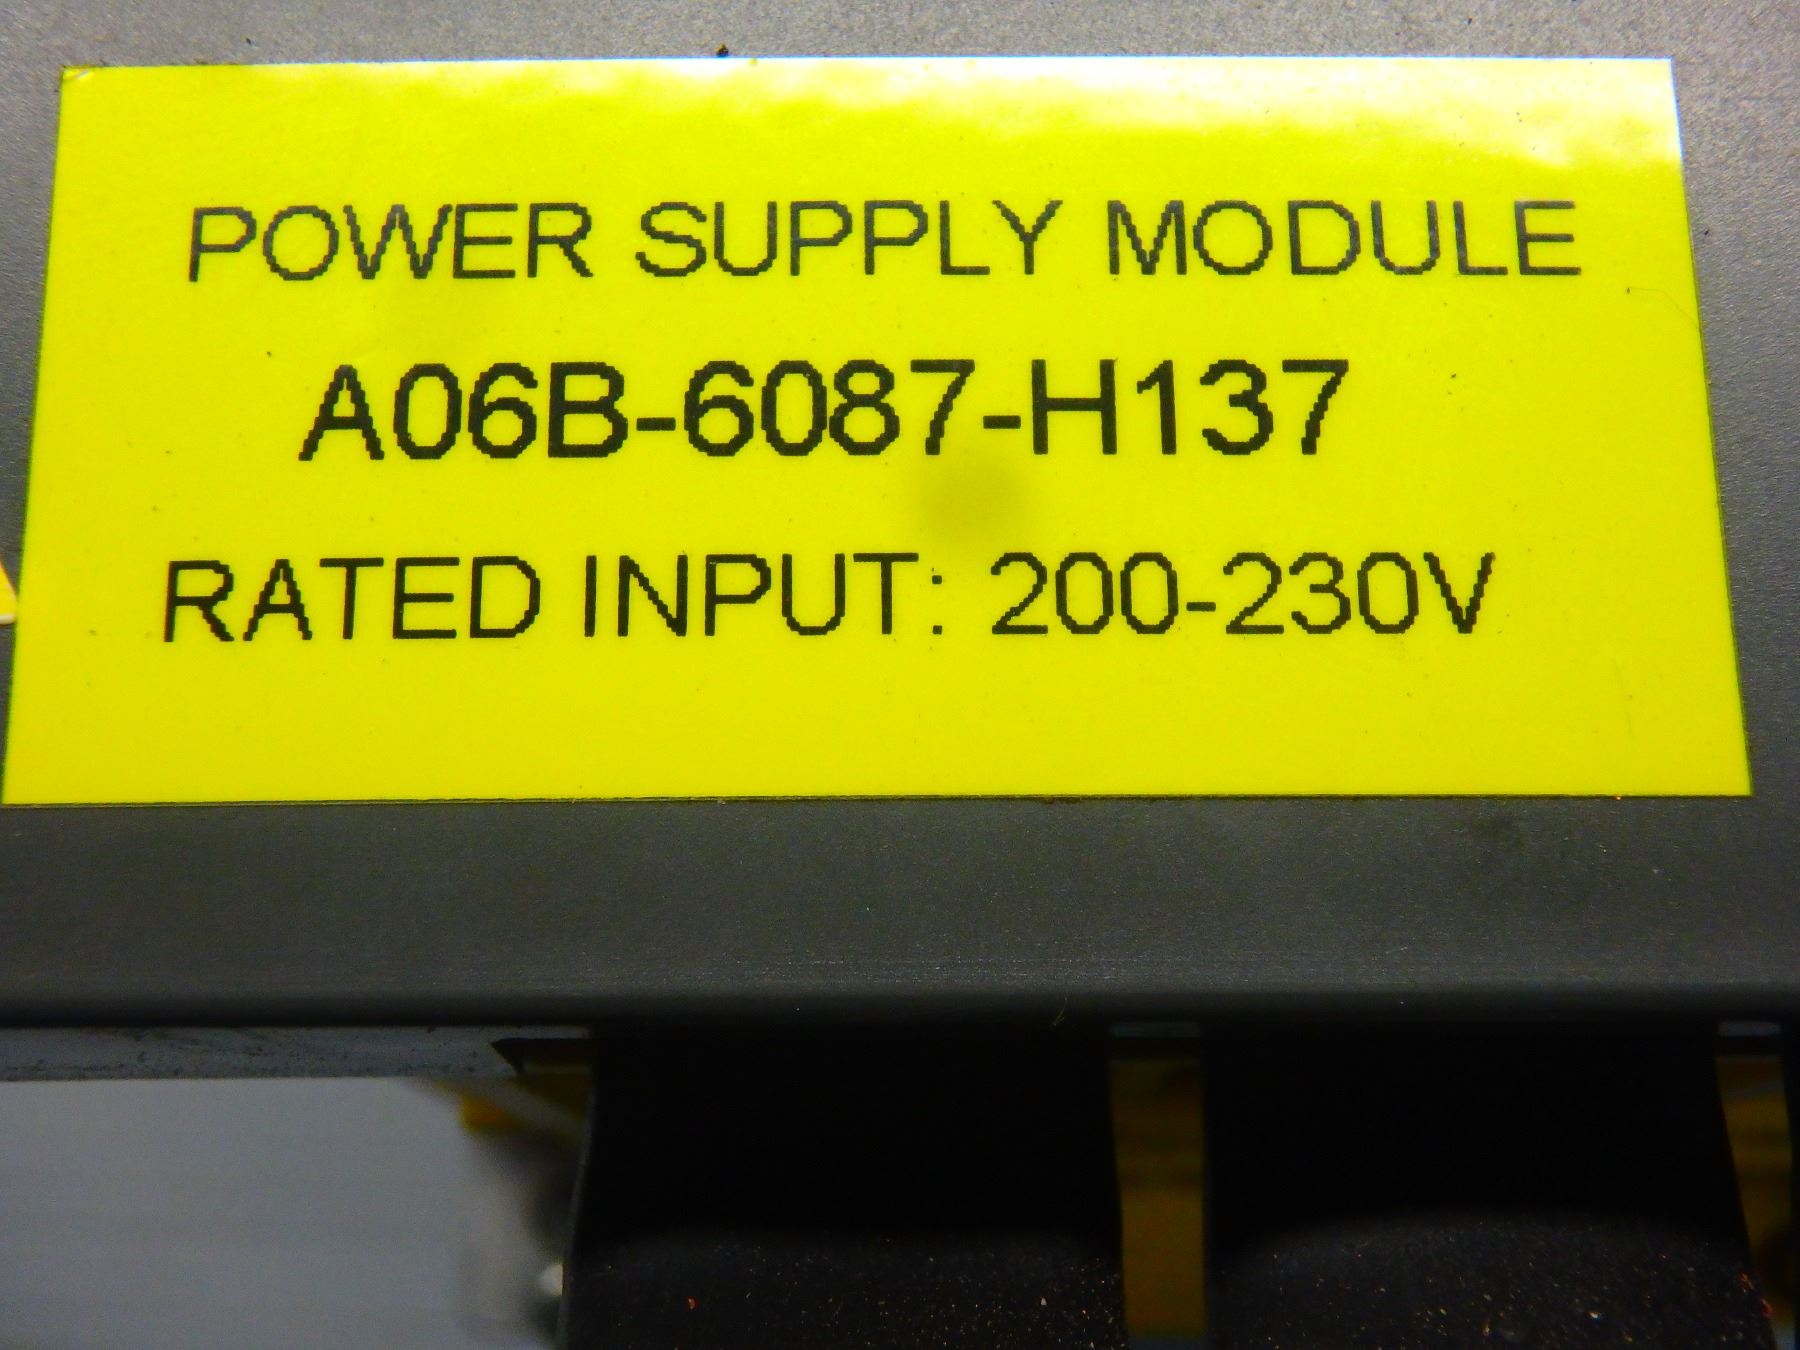 POWER SUPPLY MODULE
A06B-6087-H137
RATED INPUT: 200-230V